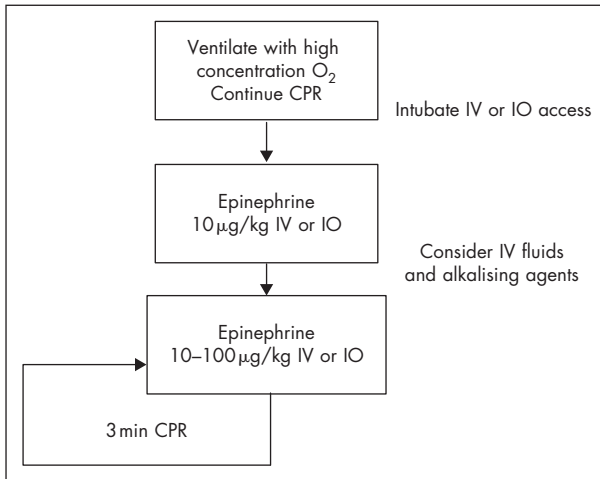 Ventilate with high
concentration O₂
Continue CPR
Intubate IV or IO access
Epinephrine
10 μg/kg IV or IO
Consider IV fluids
and alkalising agents
Epinephrine
10–100 μg/kg IV or IO
3 min CPR